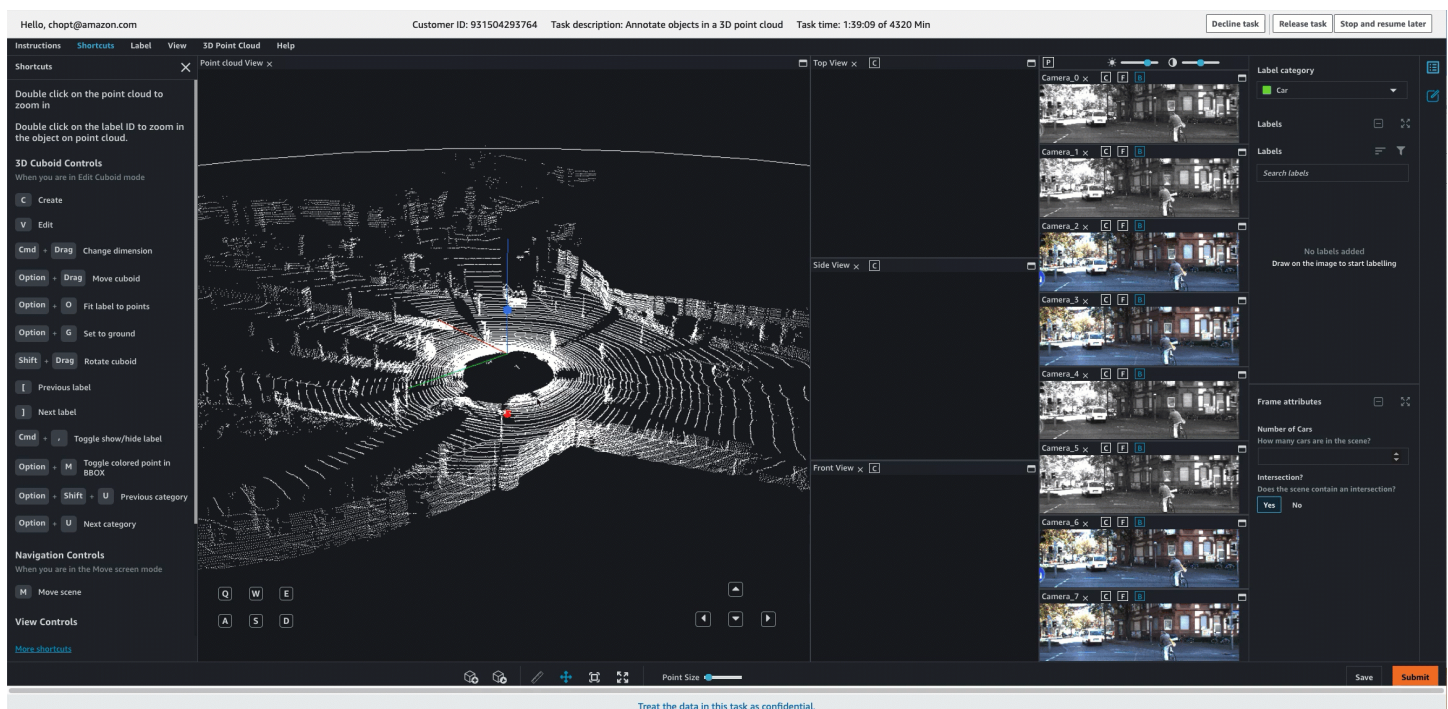 Hello, chopt@amazon.com
Customer ID: 931504293764 Task description: Annotate objects in a 3D point cloud Task time: 1:39:09 of 4320 Min
Decline task Release task Stop and resume later
Instructions Shortcuts Label View 3D Point Cloud Help
Shortcuts
Double click on the point cloud to
zoom in
Double click on the label ID to zoom in
the object on point cloud.
3D Cuboid Controls
When you are in Edit Cuboid mode
C Create
V Edit
Cmd + Drag Change dimension
Option + Drag Move cuboid
Option + O Fit label to points
Option + G Set to ground
Shift + Drag Rotate cuboid
[ Previous label
] Next label
Cmd + , Toggle show/hide label
Option + M Toggle colored point in
BBOX
Option + Shift + U Previous category
Option + U Next category
Navigation Controls
When you are in the Move screen mode
M Move scene
View Controls
More shortcuts
Point cloud View
Q W E
A S D
Top View C
Side View C
Front View C
P
Camera_0 C F B
Camera_1 C F B
Camera_2 C F B
Camera_3 C F B
Camera_4 C F B
Camera_5 C F B
Camera_6 C F B
Camera_7 C F B
Label category
Car
Labels
Labels
Search labels
No labels added
Draw on the image to start labelling
Frame attributes
Number of Cars
How many cars are in the scene?
Intersection?
Does the scene contain an intersection?
Yes No
Point Size
Save Submit
Treat the data in this task as confidential.